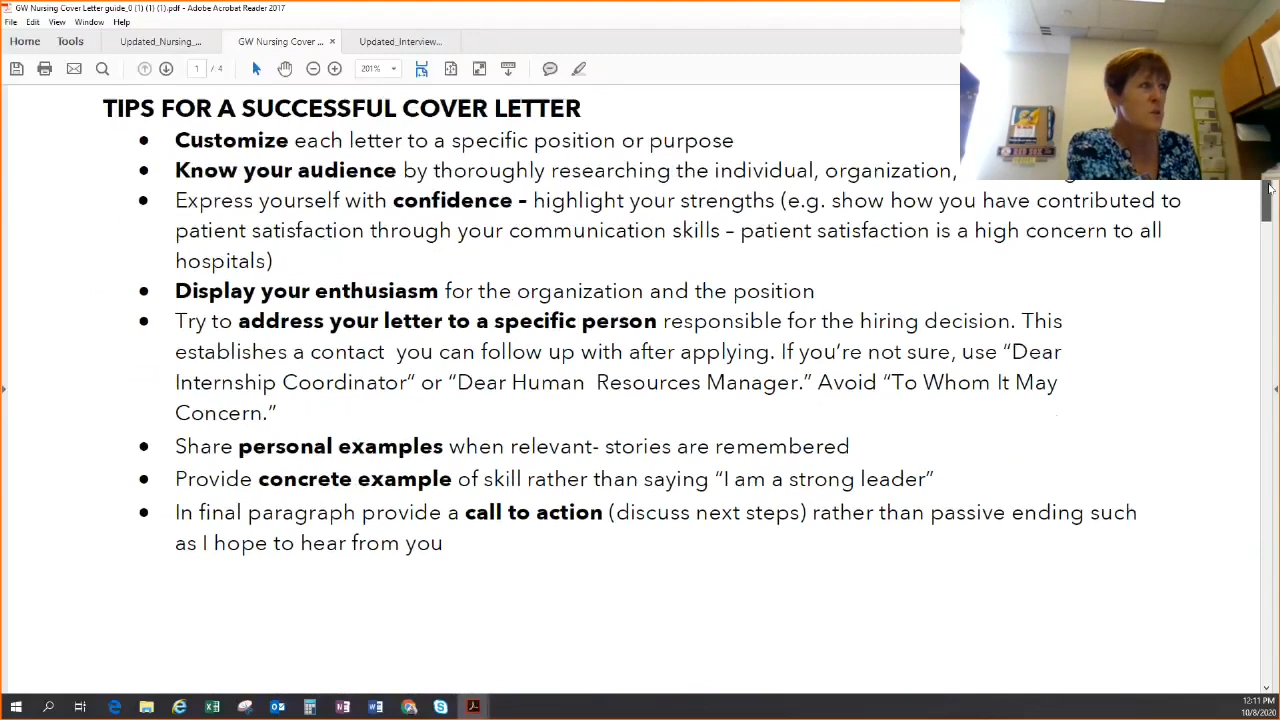 GW Nursing Cover Letter guide_0 (1) (1) (1).pdf - Adobe Acrobat Reader 2017
File Edit View Window Help
Home Tools Updated_Nursing_... GW Nursing Cover ... × Updated_Interview...
1 / 4 201%
TIPS FOR A SUCCESSFUL COVER LETTER
• Customize each letter to a specific position or purpose
• Know your audience by thoroughly researching the individual, organization,
• Express yourself with confidence – highlight your strengths (e.g. show how you have contributed to
patient satisfaction through your communication skills – patient satisfaction is a high concern to all
hospitals)
• Display your enthusiasm for the organization and the position
• Try to address your letter to a specific person responsible for the hiring decision. This
establishes a contact you can follow up with after applying. If you’re not sure, use “Dear
Internship Coordinator” or “Dear Human Resources Manager.” Avoid “To Whom It May
Concern.”
• Share personal examples when relevant- stories are remembered
• Provide concrete example of skill rather than saying “I am a strong leader”
• In final paragraph provide a call to action (discuss next steps) rather than passive ending such
as I hope to hear from you
12:11 PM
10/8/2020